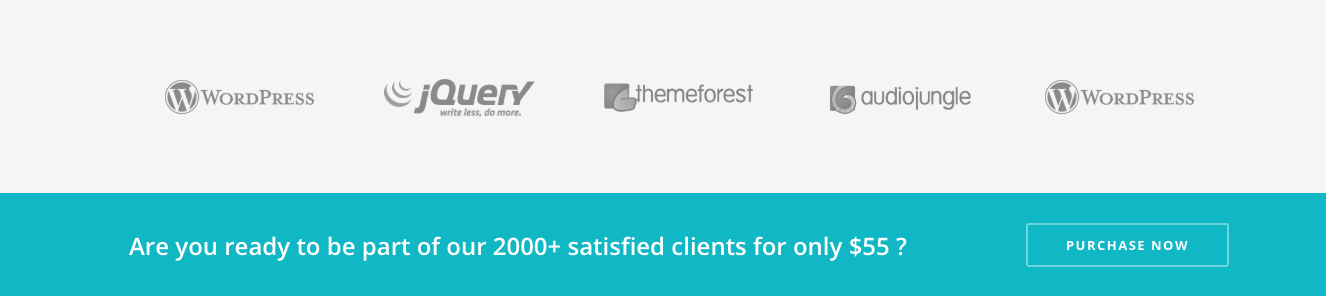 WORDPRESS jQuery themeforest audiojungle WORDPRESS
write less, do more.
Are you ready to be part of our 2000+ satisfied clients for only $55 ? PURCHASE NOW